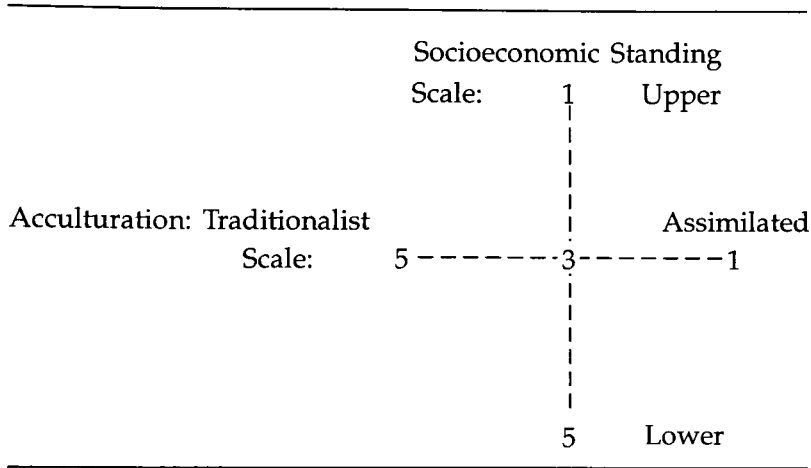 Socioeconomic Standing
Scale: 1 Upper
Acculturation: Traditionalist Assimilated
Scale: 5 3 1
5 Lower